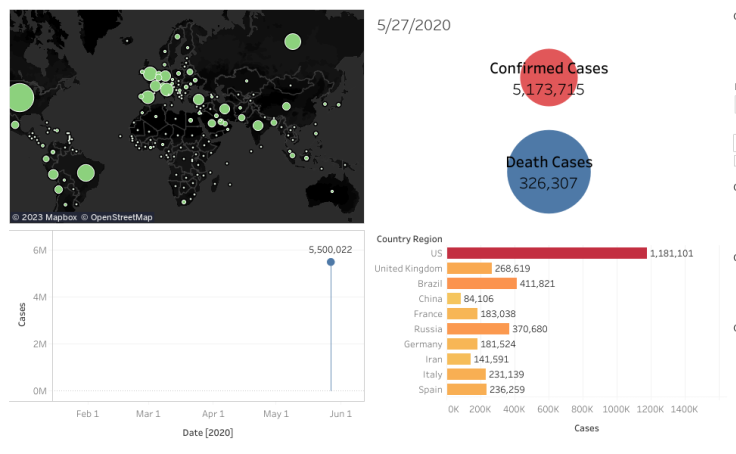 5/27/2020
Confirmed Cases
5,173,715
Death Cases
326,307
© 2023 Mapbox © OpenStreetMap
5,500,022
6M
4M
2M
0M
Cases
Feb 1
Mar 1
Apr 1
May 1
Jun 1
Date [2020]
Country Region
US 1,181,101
United Kingdom 268,619
Brazil 411,821
China 84,106
France 183,038
Russia 370,680
Germany 181,524
Iran 141,591
Italy 231,139
Spain 236,259
0K 200K 400K 600K 800K 1000K 1200K 1400K
Cases